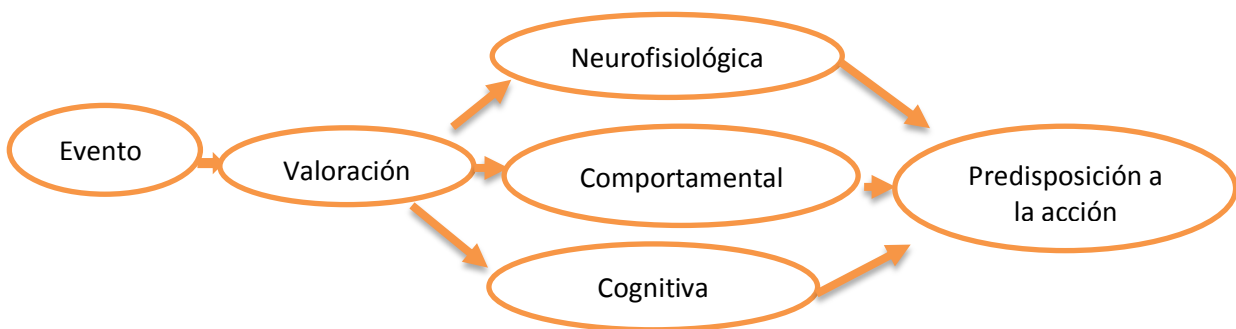 Neurofisiológica
Evento
Valoración
Comportamental
Predisposición a
la acción
Cognitiva